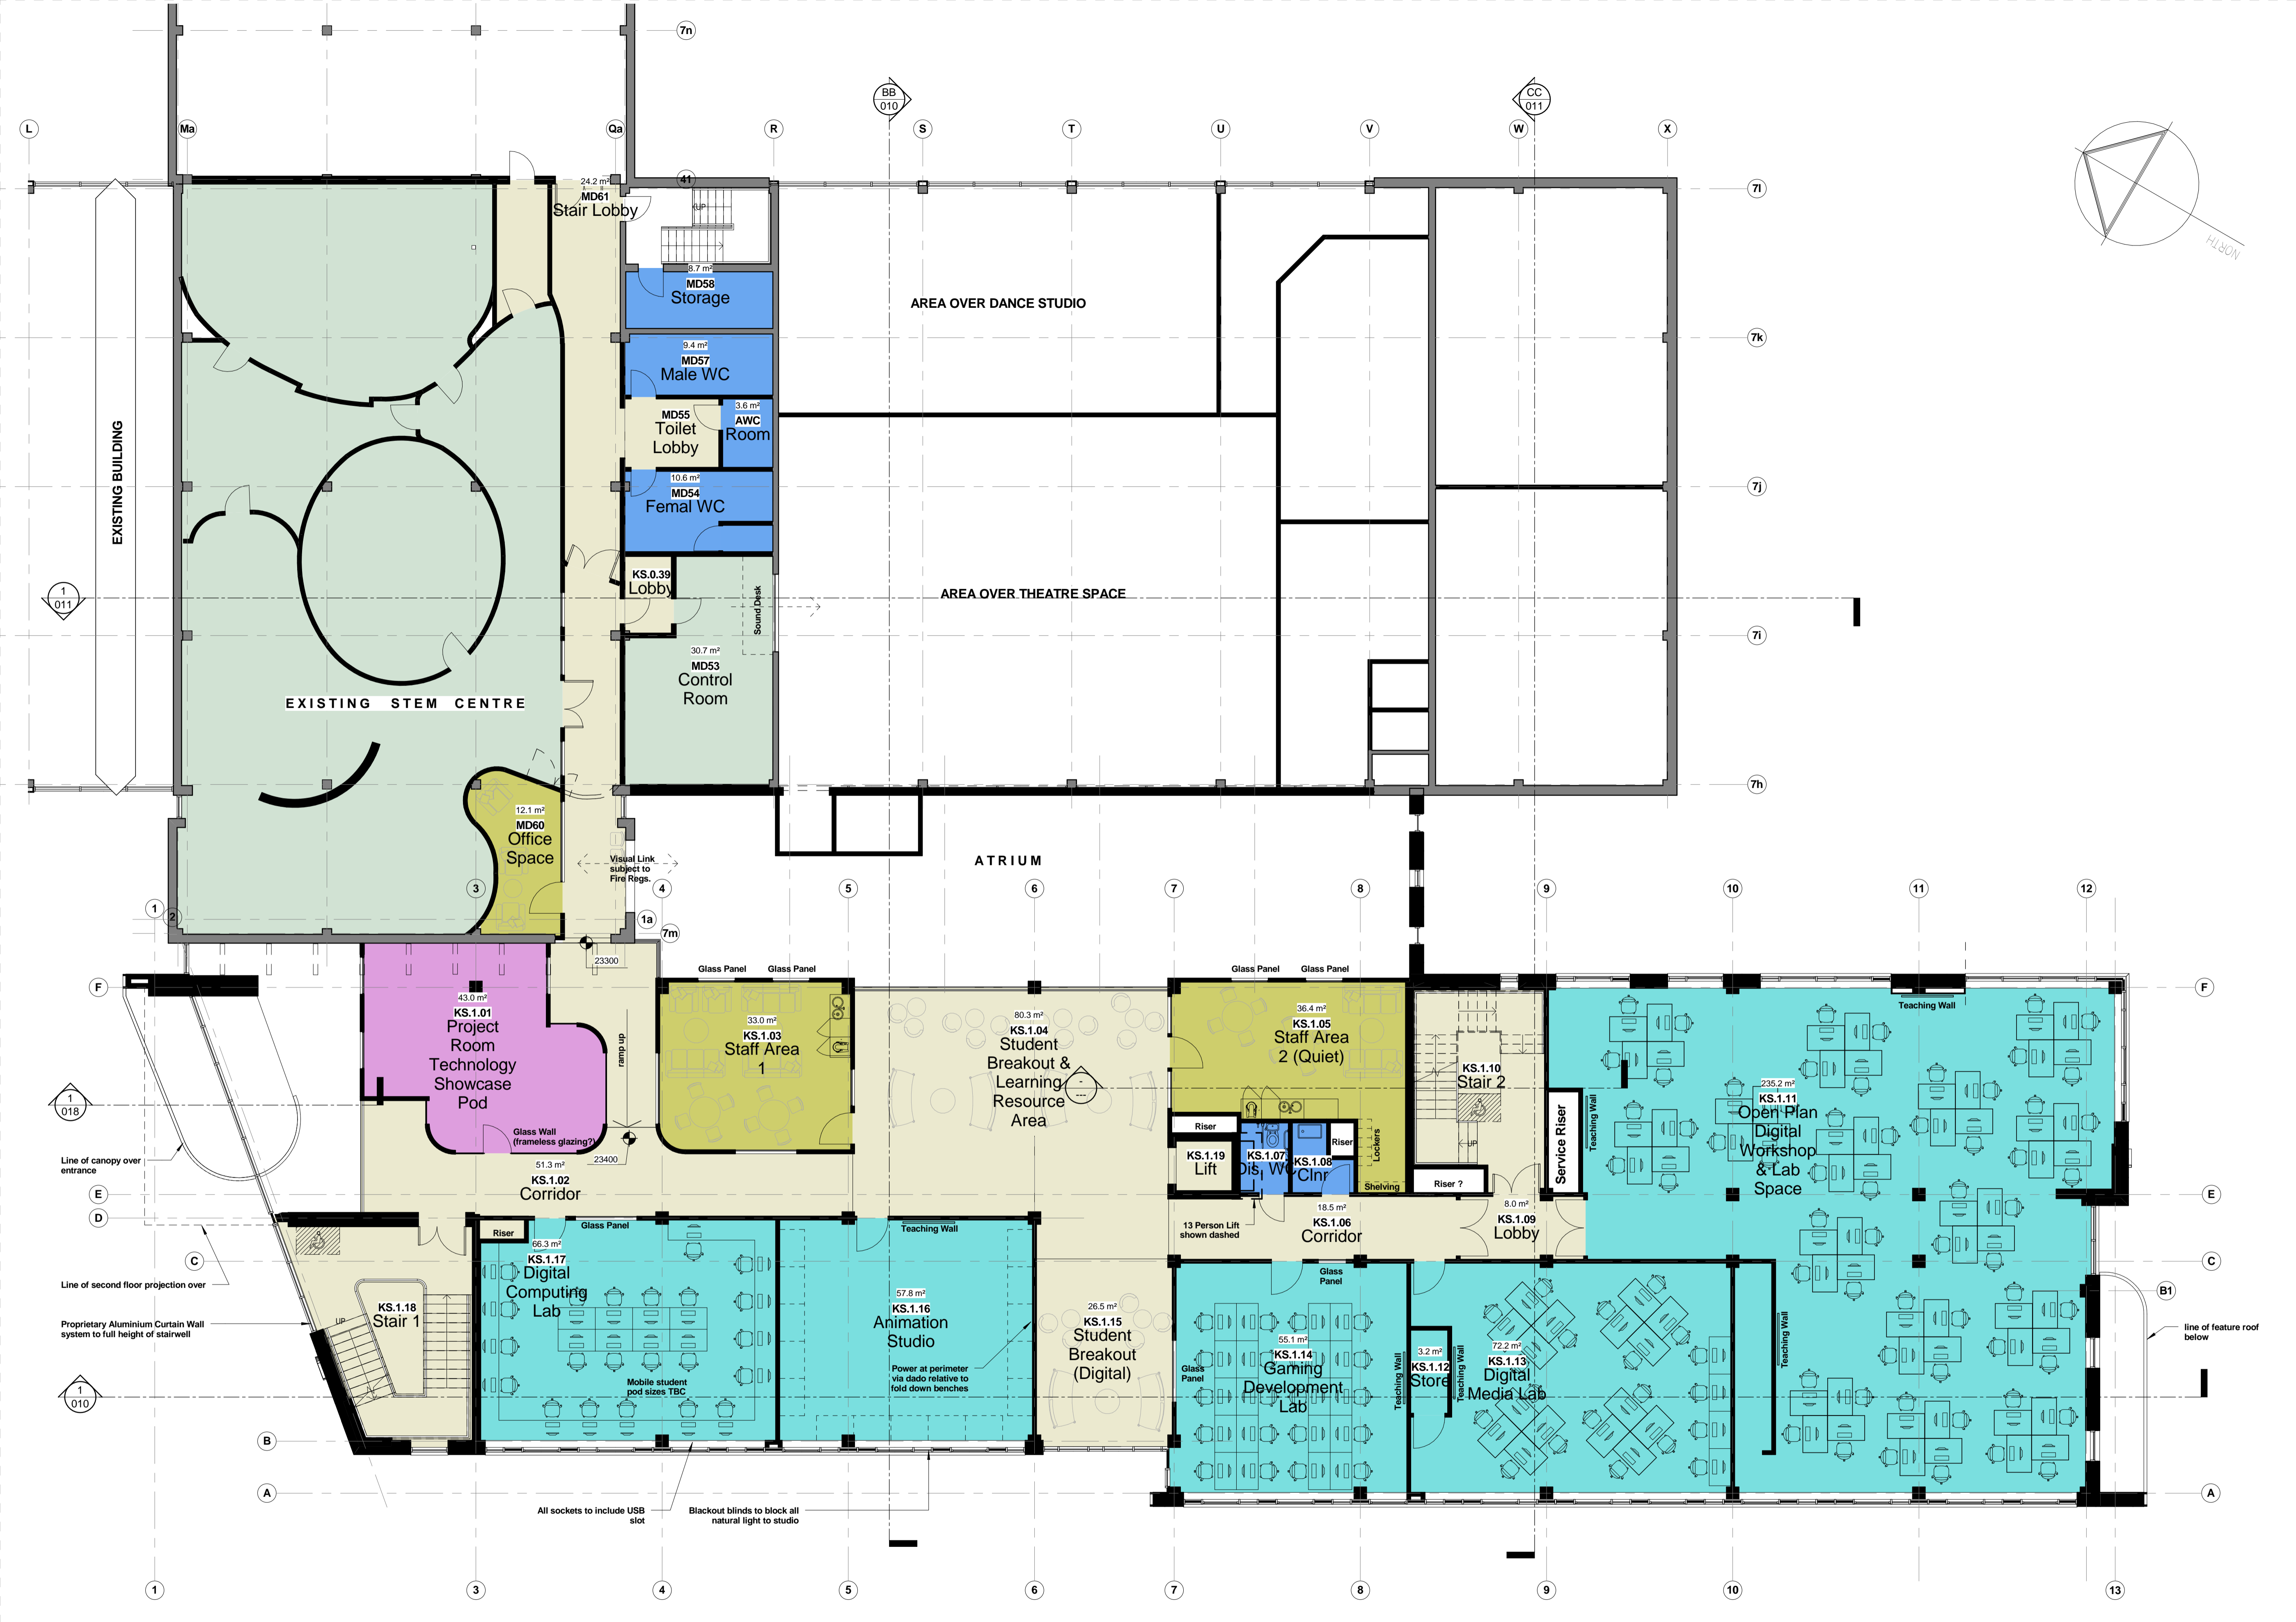 7n
BB
010
CC
011
L
Ma
Qa
R
S
T
U
V
W
X
NORTH
24.2 m²
MD61
Stair Lobby
41
UP
7l
8.7 m²
MD58
Storage
AREA OVER DANCE STUDIO
7k
9.4 m²
MD57
Male WC
3.6 m²
AWC
Room
MD55
Toilet
Lobby
10.6 m²
MD54
Femal WC
7j
EXISTING BUILDING
KS.0.39
Lobby
Sound Desk
AREA OVER THEATRE SPACE
1
011
7i
30.7 m²
MD53
Control
Room
EXISTING STEM CENTRE
7h
12.1 m²
MD60
Office
Space
Visual Link
subject to
Fire Regs.
ATRIUM
1
2
3
4
5
6
7
8
9
10
11
12
1a
7m
23300
Glass Panel
Glass Panel
Glass Panel
Glass Panel
F
F
43.0 m²
KS.1.01
Project
Room
Technology
Showcase
Pod
ramp up
33.0 m²
KS.1.03
Staff Area
1
80.3 m²
KS.1.04
Student
Breakout &
Learning
Resource
Area
-
---
36.4 m²
KS.1.05
Staff Area
2 (Quiet)
KS.1.10
Stair 2
UP
Teaching Wall
235.2 m²
KS.1.11
Open Plan
Digital
Workshop
& Lab
Space
Teaching Wall
Service Riser
1
018
Glass Wall
(frameless glazing?)
23400
Riser
KS.1.19
Lift
KS.1.07
Dis. WC
KS.1.08
Clnr
Riser
Lockers
Shelving
Riser ?
Line of canopy over
entrance
51.3 m²
KS.1.02
Corridor
E
E
D
13 Person Lift
shown dashed
18.5 m²
KS.1.06
Corridor
8.0 m²
KS.1.09
Lobby
Riser
Glass Panel
Teaching Wall
C
C
66.3 m²
KS.1.17
Digital
Computing
Lab
Line of second floor projection over
Glass
Panel
B1
KS.1.18
Stair 1
UP
57.8 m²
KS.1.16
Animation
Studio
26.5 m²
KS.1.15
Student
Breakout
(Digital)
Proprietary Aluminium Curtain Wall
system to full height of stairwell
55.1 m²
KS.1.14
Gaming
Development
Lab
Glass
Panel
Teaching Wall
3.2 m²
KS.1.12
Store
Teaching Wall
72.2 m²
KS.1.13
Digital
Media Lab
Teaching Wall
line of feature roof
below
Power at perimeter
via dado relative to
fold down benches
Mobile student
pod sizes TBC
1
010
B
A
A
All sockets to include USB
slot
Blackout blinds to block all
natural light to studio
1
3
4
5
6
7
8
9
10
13